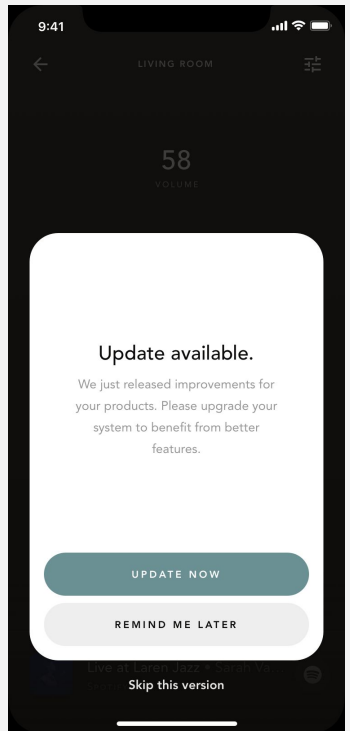 9:41
LIVING ROOM
58
VOLUME
Update available.
We just released improvements for
your products. Please upgrade your
system to benefit from better
features.
UPDATE NOW
REMIND ME LATER
Live at Laren Jazz • Sarah Va
Skip this version